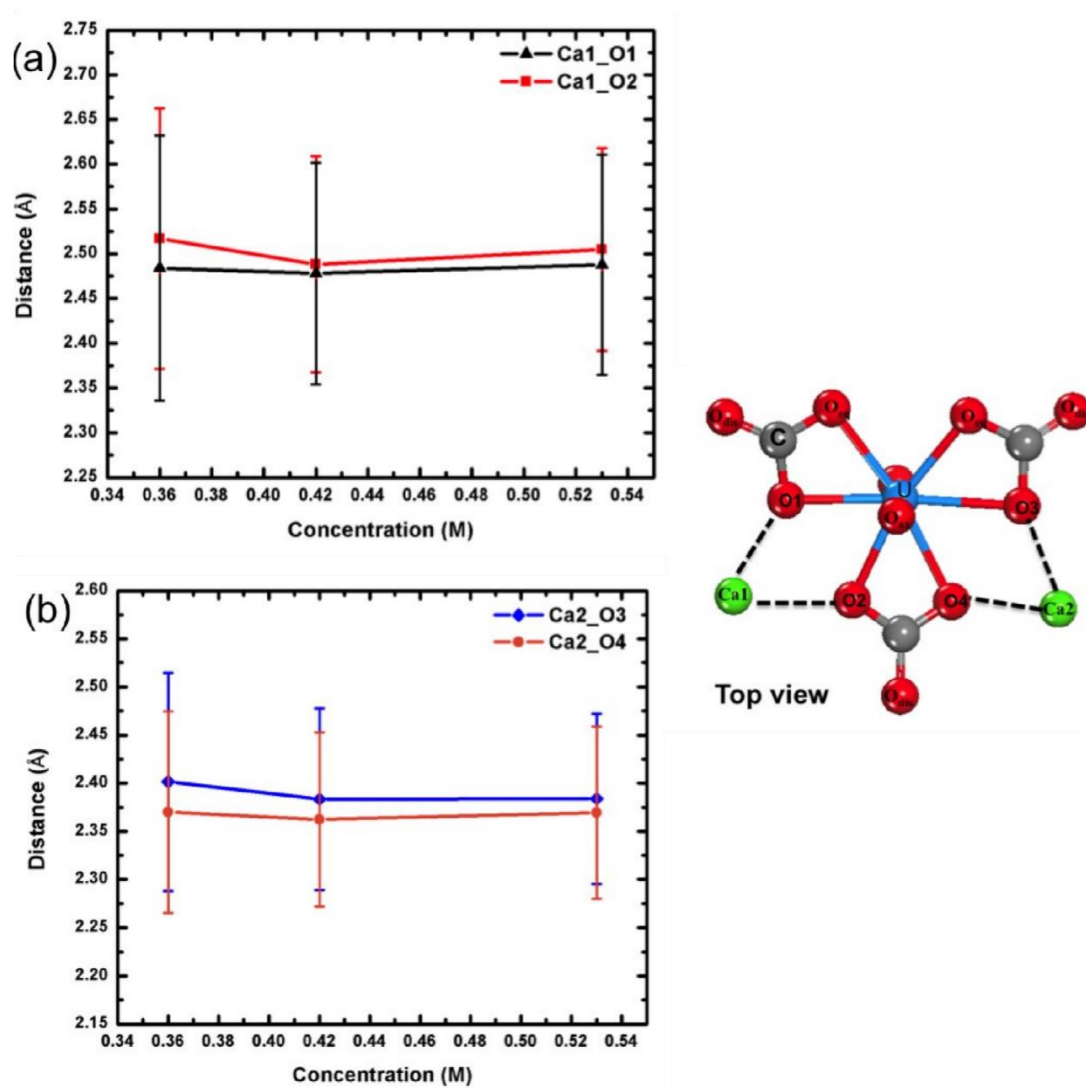 (a)
Ca1_O1
Ca1_O2
2.75
2.70
2.65
2.60
2.55
2.50
2.45
2.40
2.35
2.30
2.25
Distance (Å)
0.34 0.36 0.38 0.40 0.42 0.44 0.46 0.48 0.50 0.52 0.54
Concentration (M)
(b)
Ca2_O3
Ca2_O4
2.60
2.55
2.50
2.45
2.40
2.35
2.30
2.25
2.20
2.15
Distance (Å)
0.34 0.36 0.38 0.40 0.42 0.44 0.46 0.48 0.50 0.52 0.54
Concentration (M)
C
U
O1
O3
Ca1
O2
O4
Ca2
Top view